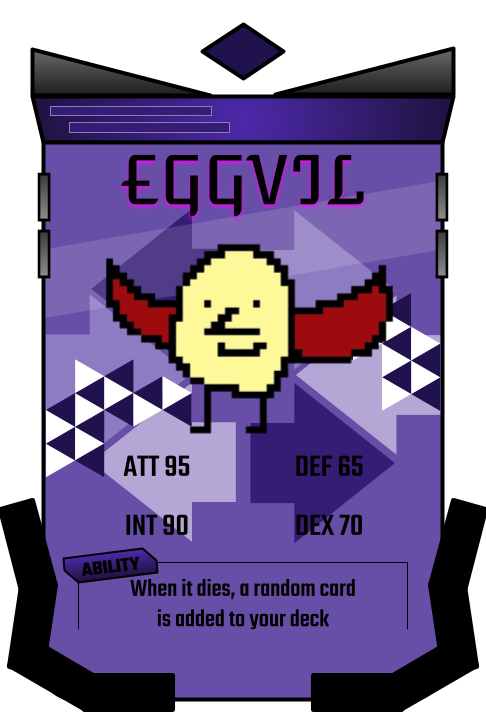 EGGVIL
ATT 95
DEF 65
INT 90
DEX 70
ABILITY
When it dies, a random card
is added to your deck